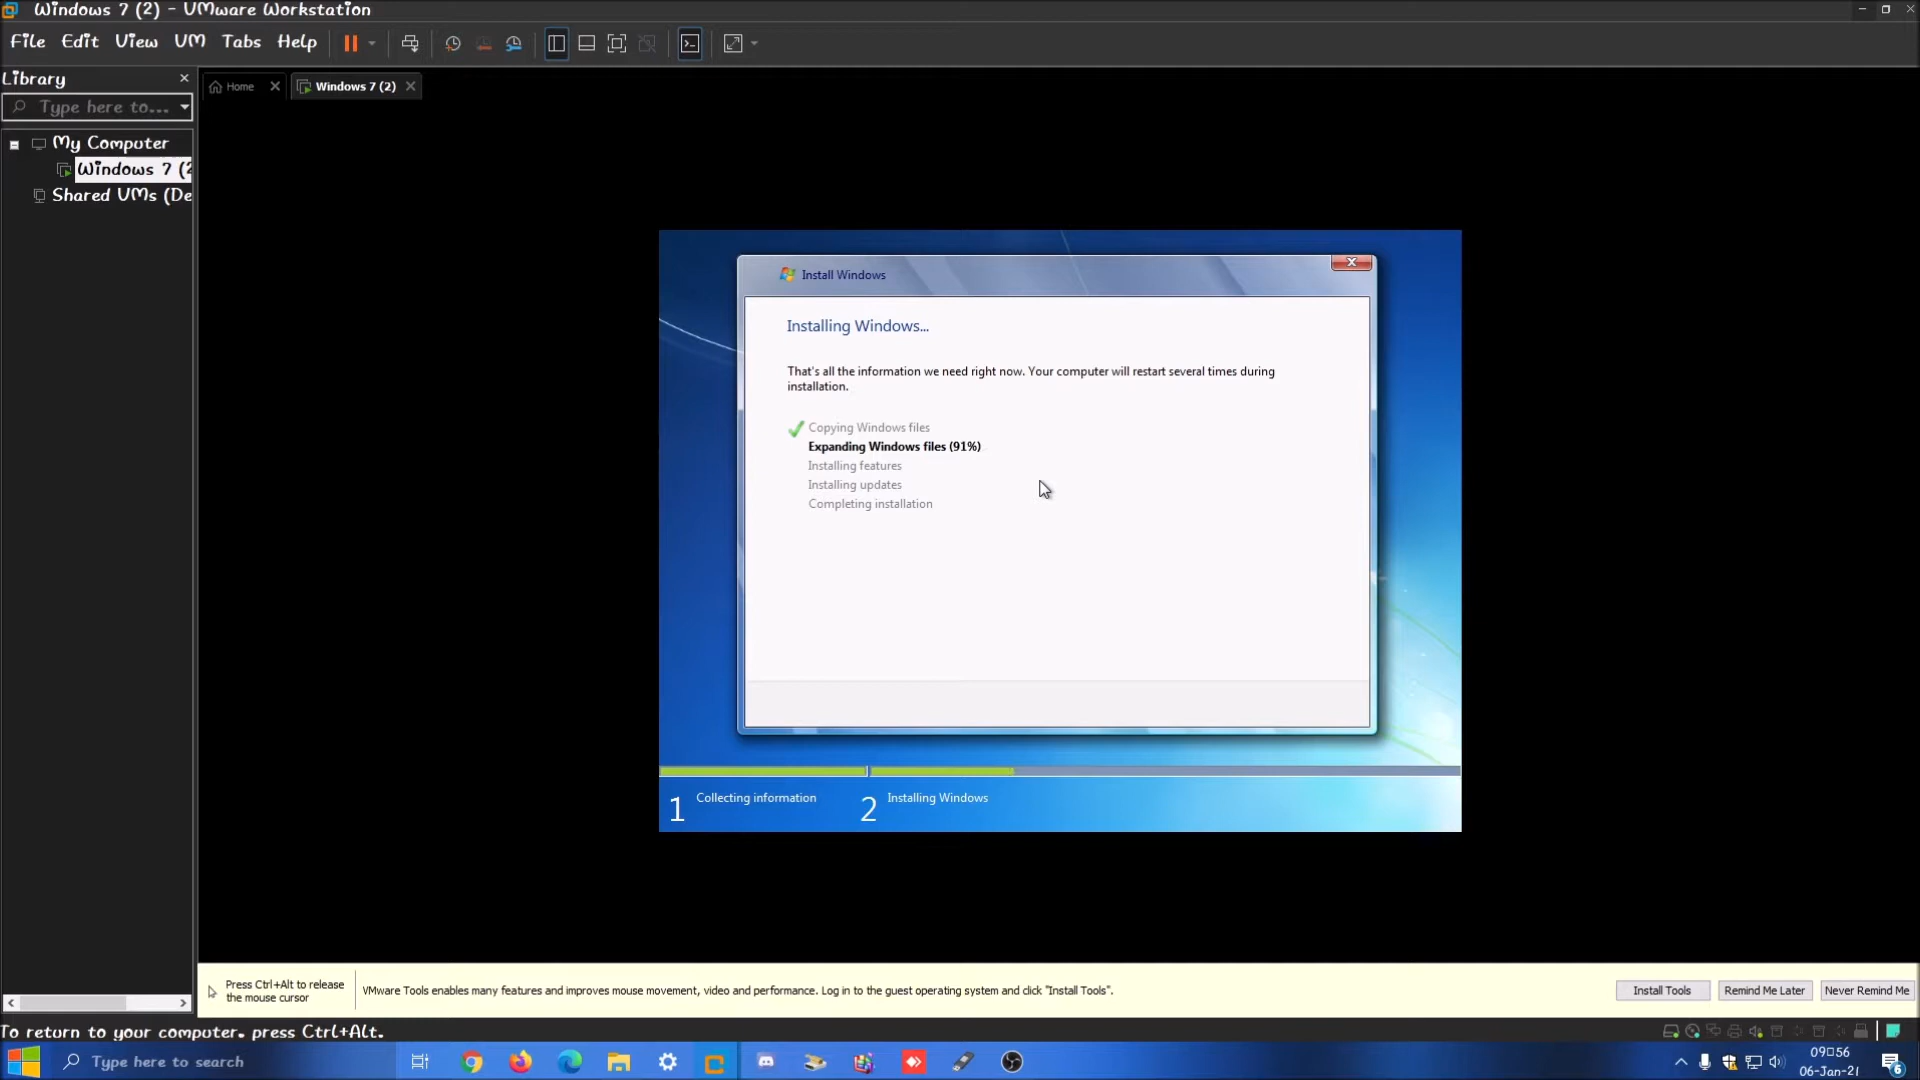 Windows 7 (2) - VMware Workstation
File Edit View VM Tabs Help
Library
Type here to...
Home
Windows 7 (2)
My Computer
Windows 7 (2
Shared VMs (De
Install Windows
Installing Windows...
That's all the information we need right now. Your computer will restart several times during
installation.
Copying Windows files
Expanding Windows files (91%)
Installing features
Installing updates
Completing installation
1 Collecting information 2 Installing Windows
Press Ctrl+Alt to release
the mouse cursor
VMware Tools enables many features and improves mouse movement, video and performance. Log in to the guest operating system and click "Install Tools".
Install Tools Remind Me Later Never Remind Me
To return to your computer, press Ctrl+Alt.
Type here to search
09□56
06-Jan-21
6